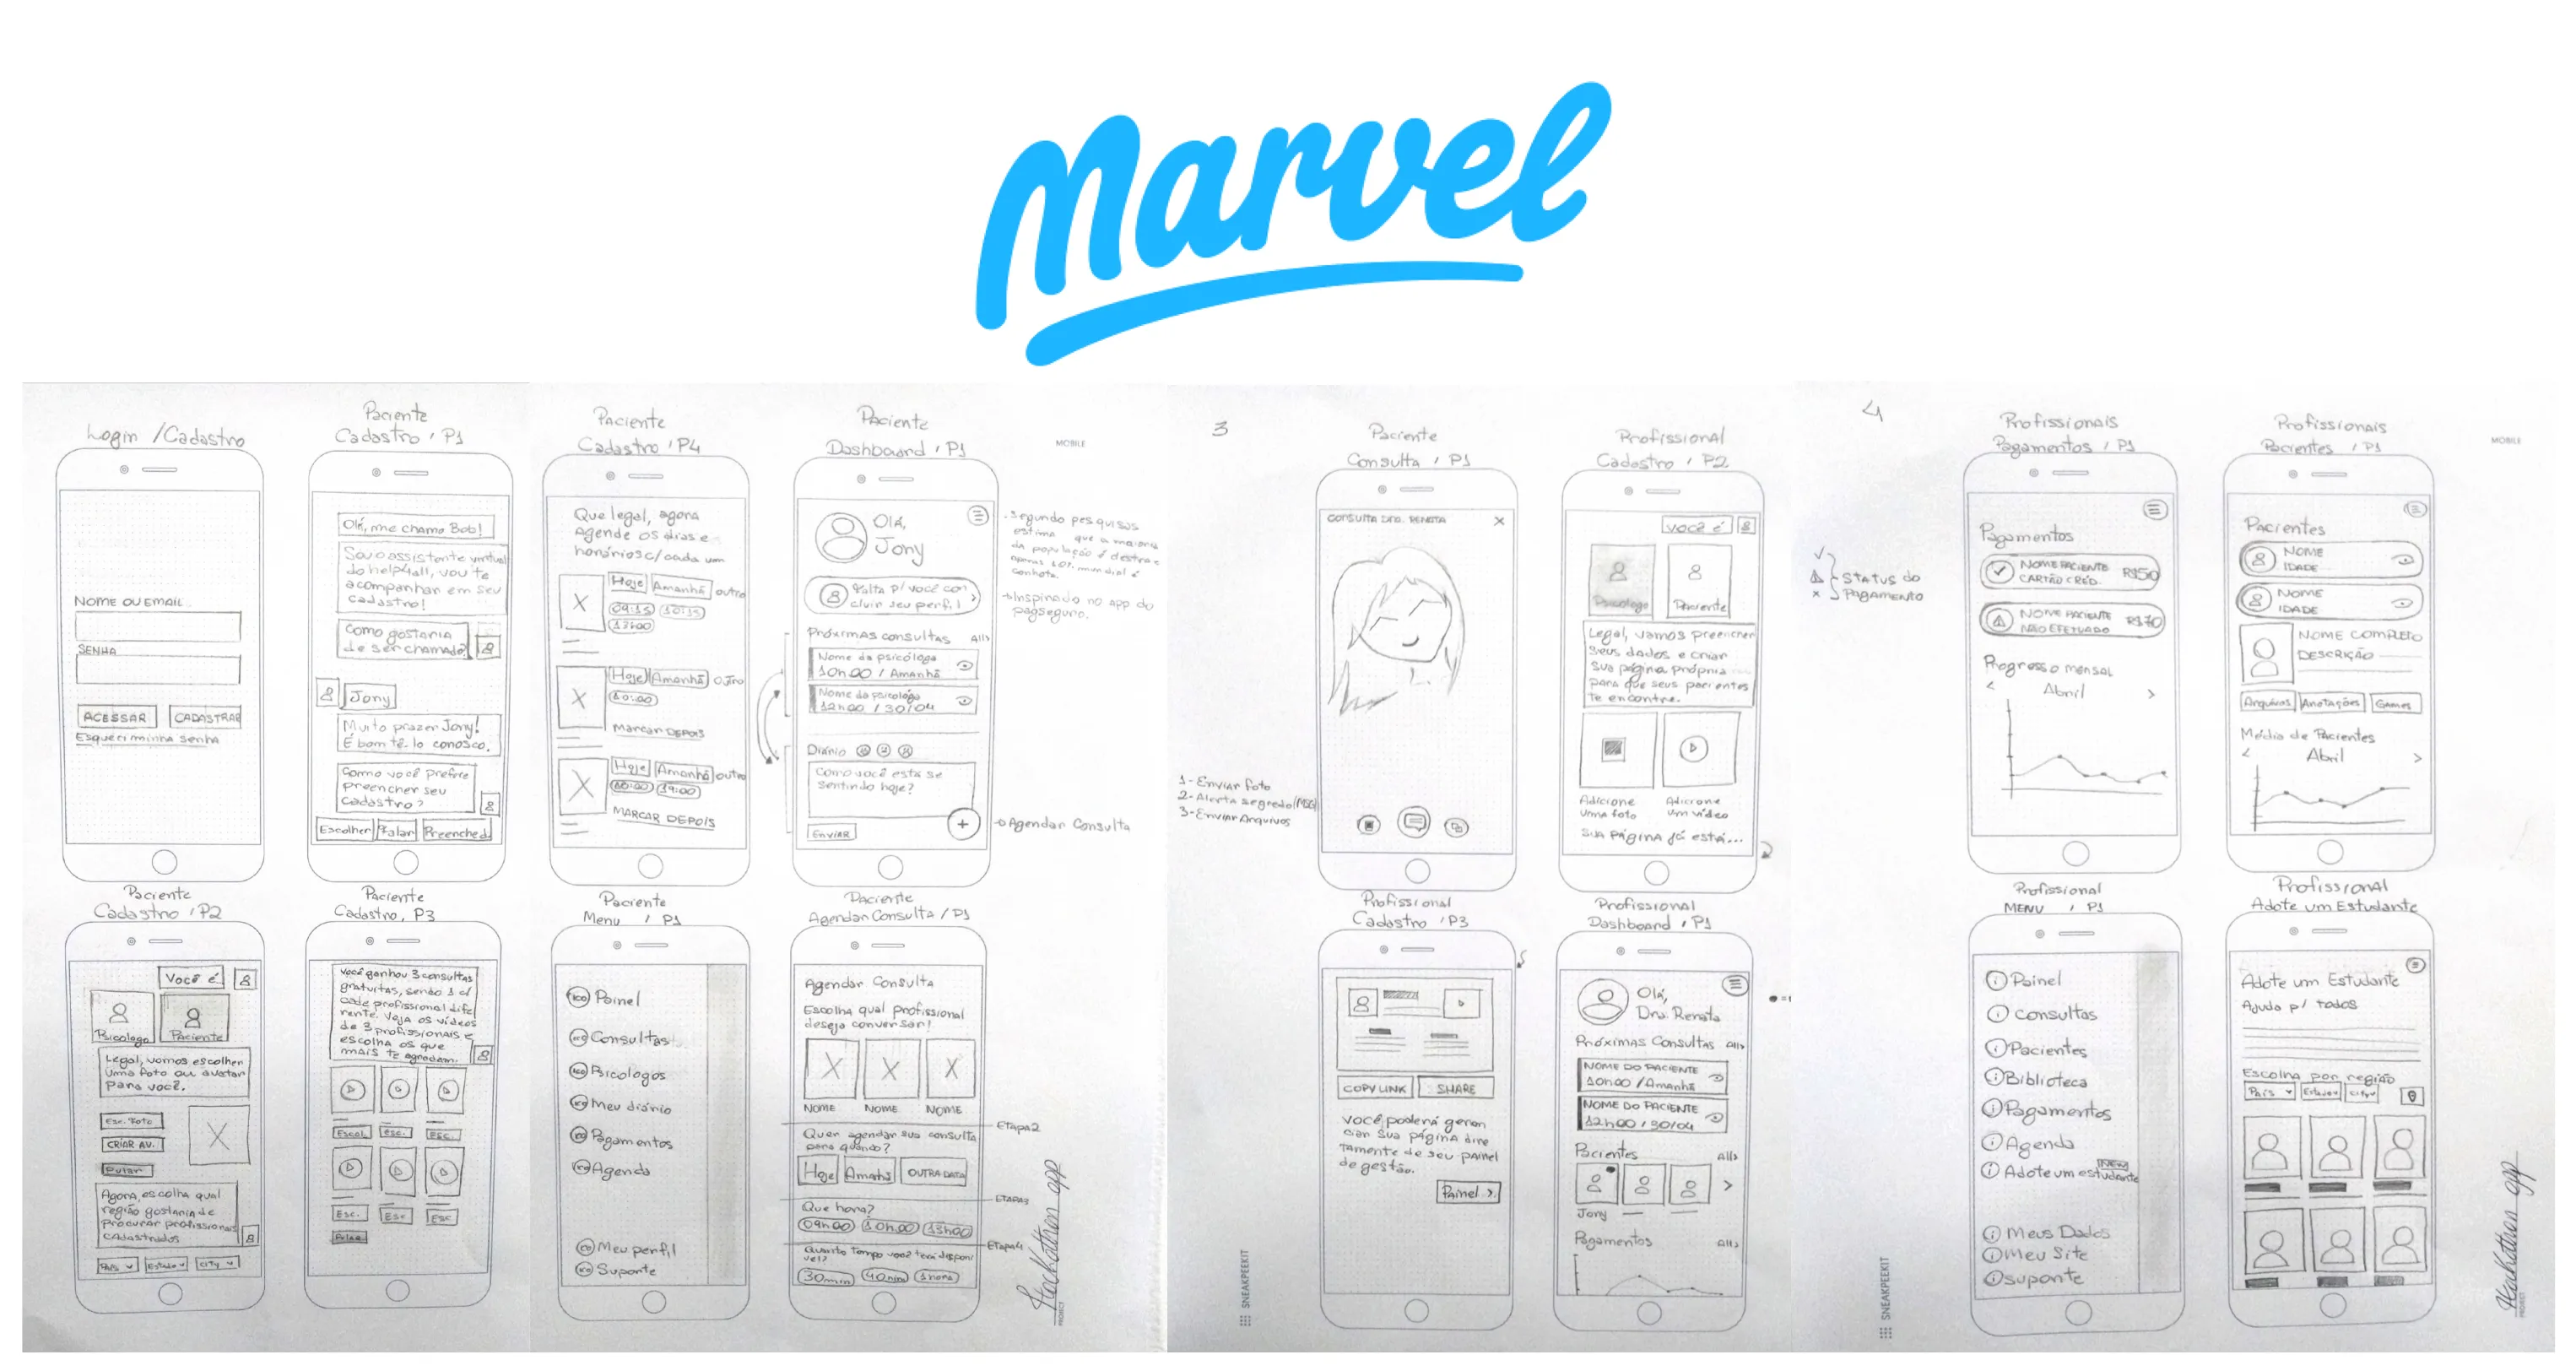 Marvel
Login / Cadastro
NOME OU EMAIL
SENHA
ACESSAR
CADASTRAR
Esqueci minha senha
Paciente
Cadastro / P1
Olá, me chamo Bob!
Sou o assistente virtual
do help4all, vou te
acompanhar em seu
cadastro!
Como gostaria
de ser chamado?
Jony
Muito prazer Jony!
É bom tê-lo conosco.
Como você prefere
preencher seu
cadastro?
Escolher
Falar
Preencher
Paciente
Cadastro / P2
Você é..
Psicologo
Paciente
Legal, vamos escolher
uma foto ou avatar
para você.
Esc. Foto
CRIAR AV.
Pular
Agora, escolha qual
região gostaria de
procurar profissionais
cadastrados
País
Estado
City
Paciente
Cadastro, P3
Você ganhou 3 consultas
gratuitas, sendo 1 c/
cada profissional dife
rente. Veja os vídeos
de 3 profissionais e
escolha os que
mais te agradam.
Escol.
Esc.
Esc.
Esc.
Esc
Esc
Pular
Paciente
Cadastro / P4
Que legal, agora
Agende os dias e
horários c/ cada um
Hoje
Amanhã
outro
09:15
10:15
13h00
Hoje
Amanhã
Outro
MARCAR DEPOIS
Hoje
Amanhã
outro
19:00
MARCAR DEPOIS
Paciente
Dashboard / P1
MOBILE
Olá,
Jony
Falta p/ você con
cluir seu perfil
Próximas consultas
All>
Nome da psicóloga
10h00 / Amanhã
Nome da psicóloga
12h00 / 30/04
Diário
Como você esta se
sentindo hoje?
ENVIAR
+
Agendar Consulta
- Segundo pesquisas
estima que a maioria
da população é destra e
apenas 10% mundial é
canhota.
Inspirado no app do
pagseguro.
Paciente
Menu / P1
Painel
Consultas
Psicologos
Meu diário
Pagamentos
Agenda
Meu perfil
Suporte
Paciente
Agendar Consulta / P1
Agendar Consulta
Escolha qual profissional
deseja conversar!
NOME
NOME
NOME
ETAPA2
Quer agendar sua consulta
para quando?
Hoje
Amanhã
OUTRA DATA
ETAPA3
Que hora?
09h00
10h00
13h00
ETAPA4
Quanto tempo você terá disponi
vel?
30min
40min
1 hora
PROJECT
Hackathon app
3
Paciente
Consulta / P1
CONSULTA DRA. RENATA
1- Enviar foto
2- Alerta segredo (MSG)
3- Enviar Arquivos
Profissional
Cadastro / P2
VOCÊ É
Psicologo
Paciente
Legal, vamos preencher
seus dados e criar
sua página própria
para que seus pacientes
te encontre.
Adicione
uma foto
Adicione
um vídeo
SUA PÁGINA JÁ ESTÁ...
Profissional
Cadastro / P3
COPY LINK
SHARE
Você poderá geren
ciar sua página dire
tamente de seu painel
de gestão.
Painel >
SNEAKPEEKIT
Profissional
Dashboard / P1
Olá,
Dra. Renata
Próximas Consultas
All>
NOME DO PACIENTE
10h00 / Amanhã
NOME DO PACIENTE
12h00 / 30/04
Pacientes
All>
Jony
Pagamentos
All>
4
Profissionais
Pagamentos / P1
Pagamentos
NOME PACIENTE
CARTÃO CRÉD.
R$150
NOME PACIENTE
NÃO EFETUADO
R$170
STATUS DO
PAGAMENTO
Progresso mensal
< Abril >
Profissionais
Pacientes / P1
MOBILE
Pacientes
NOME
IDADE
NOME
IDADE
NOME COMPLETO
DESCRIÇÃO
Arquivos
Anotações
Games
Média de Pacientes
< Abril >
Profissional
MENU / P1
Painel
Consultas
Pacientes
Biblioteca
Pagamentos
Agenda
NEW
Adote um estudante
Meus Dados
Meu Site
Suporte
SNEAKPEEKIT
Profissional
Adote um Estudante
Adote um Estudante
Ajuda p/ todos
Escolha por região
País
Estado
City
PROJECT
Hackathon app